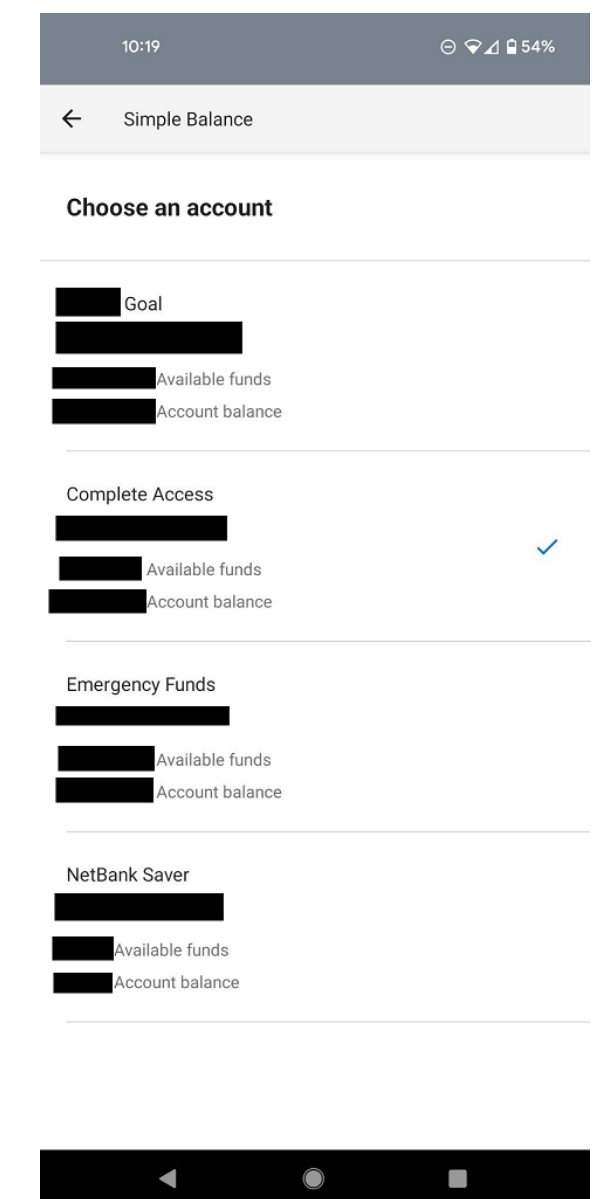 10:19 54%
Simple Balance
Choose an account
Goal
Available funds
Account balance
Complete Access
Available funds
Account balance
Emergency Funds
Available funds
Account balance
NetBank Saver
Available funds
Account balance